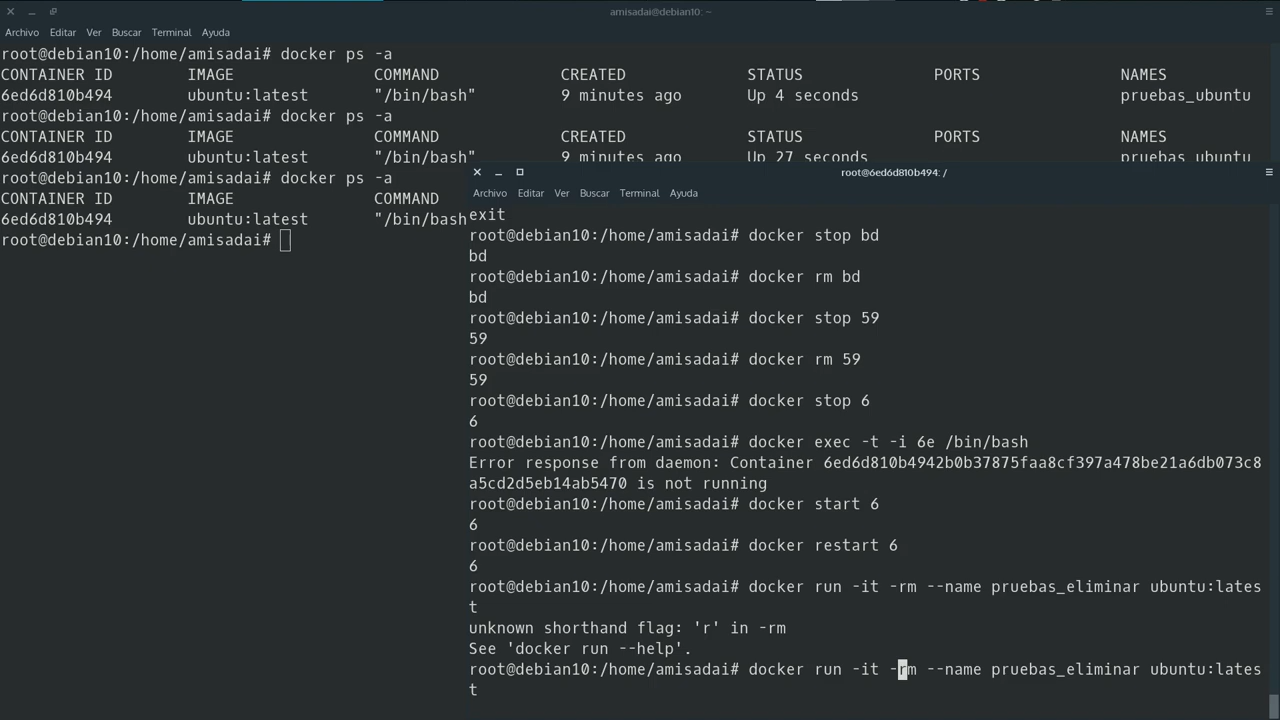 amisadai@debian10: ~
Archivo Editar Ver Buscar Terminal Ayuda
root@debian10:/home/amisadai# docker ps -a
CONTAINER ID IMAGE COMMAND CREATED STATUS PORTS NAMES
6ed6d810b494 ubuntu:latest "/bin/bash" 9 minutes ago Up 4 seconds pruebas_ubuntu
root@debian10:/home/amisadai# docker ps -a
CONTAINER ID IMAGE COMMAND CREATED STATUS PORTS NAMES
6ed6d810b494 ubuntu:latest "/bin/bash" 9 minutes ago Up 27 seconds pruebas_ubuntu
root@debian10:/home/amisadai# docker ps -a
CONTAINER ID IMAGE COMMAND
6ed6d810b494 ubuntu:latest "/bin/bash
root@debian10:/home/amisadai#
root@6ed6d810b494: /
Archivo Editar Ver Buscar Terminal Ayuda
exit
root@debian10:/home/amisadai# docker stop bd
bd
root@debian10:/home/amisadai# docker rm bd
bd
root@debian10:/home/amisadai# docker stop 59
59
root@debian10:/home/amisadai# docker rm 59
59
root@debian10:/home/amisadai# docker stop 6
6
root@debian10:/home/amisadai# docker exec -t -i 6e /bin/bash
Error response from daemon: Container 6ed6d810b4942b0b37875faa8cf397a478be21a6db073c8
a5cd2d5eb14ab5470 is not running
root@debian10:/home/amisadai# docker start 6
6
root@debian10:/home/amisadai# docker restart 6
6
root@debian10:/home/amisadai# docker run -it -rm --name pruebas_eliminar ubuntu:lates
t
unknown shorthand flag: 'r' in -rm
See 'docker run --help'.
root@debian10:/home/amisadai# docker run -it -rm --name pruebas_eliminar ubuntu:lates
t